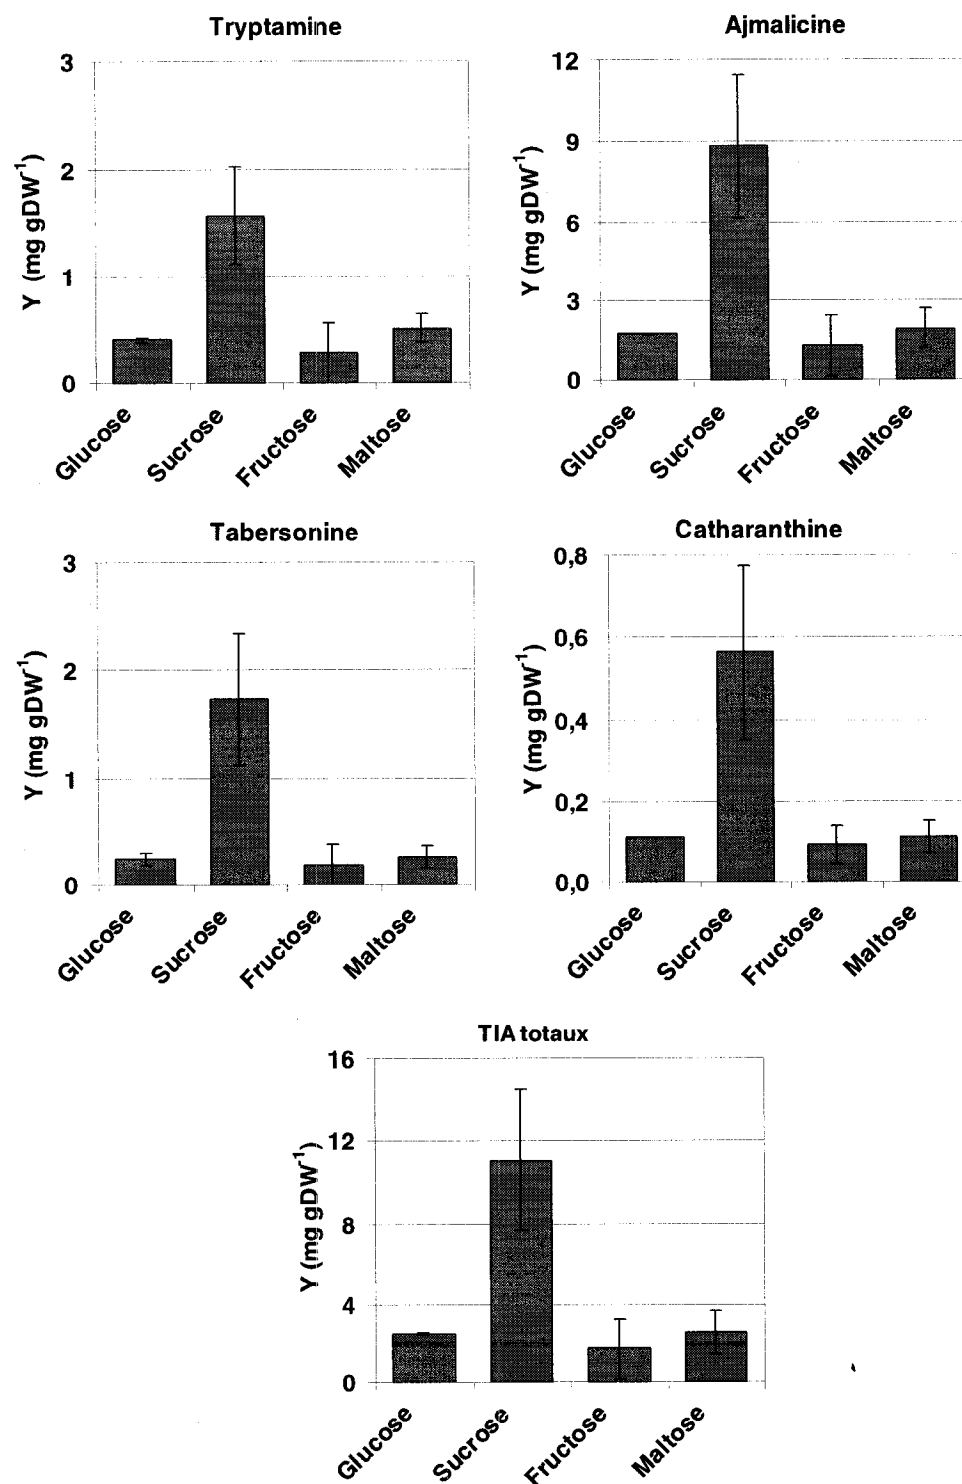 Tryptamine
3
2
1
0
Y (mg gDW⁻¹)
Glucose
Sucrose
Fructose
Maltose
Ajmalicine
12
9
6
3
0
Y (mg gDW⁻¹)
Glucose
Sucrose
Fructose
Maltose
Tabersonine
3
2
1
0
Y (mg gDW⁻¹)
Glucose
Sucrose
Fructose
Maltose
Catharanthine
0,8
0,6
0,4
0,2
0,0
Y (mg gDW⁻¹)
Glucose
Sucrose
Fructose
Maltose
TIA totaux
16
12
8
4
0
Y (mg gDW⁻¹)
Glucose
Sucrose
Fructose
Maltose